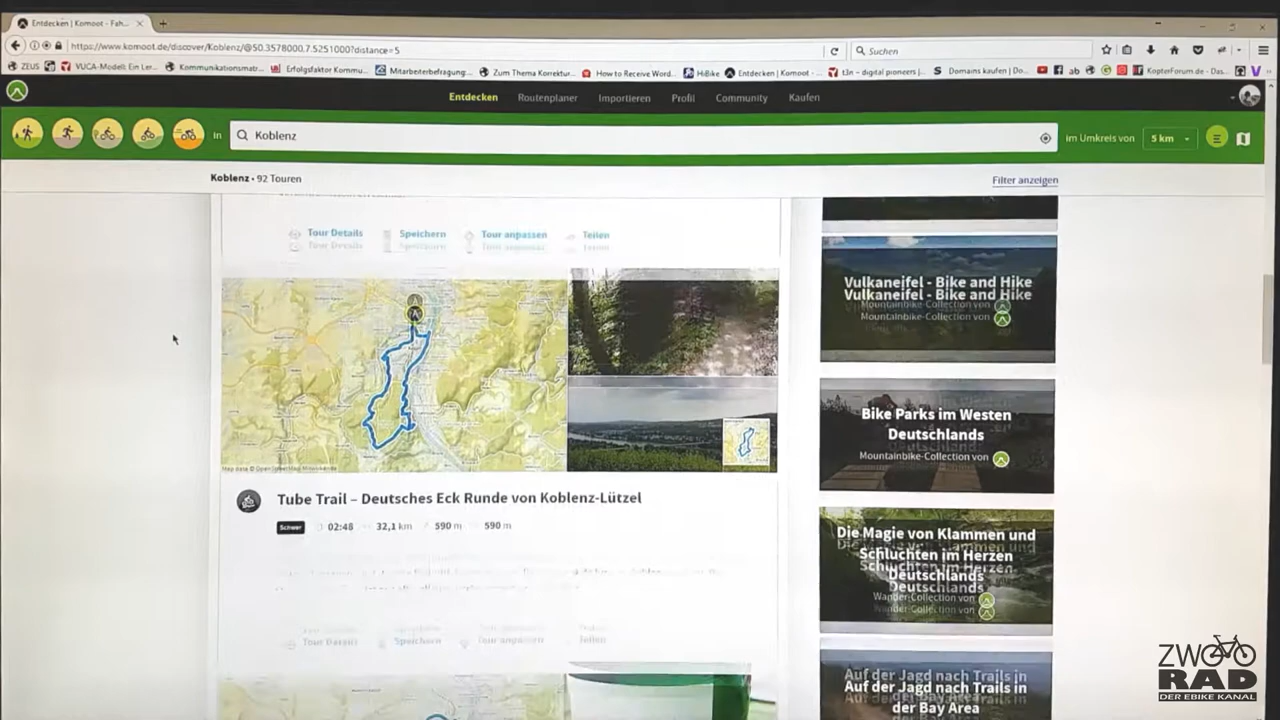 Entdecken | Komoot - Fah...
https://www.komoot.de/discover/Koblenz/@50.3578000,7.5251000?distance=5
Suchen
ZEUS
VUCA-Modell: Ein Ler...
Kommunikationsmatr...
Erfolgsfaktor Kommu...
Mitarbeiterbefragung...
Zum Thema Korrektur...
How to Receive Word...
HiBike
Entdecken | Komoot - ...
t3n – digital pioneers |...
Domains kaufen | Do...
ab
KopterForum.de - Das...
Entdecken
Routenplaner
Importieren
Profil
Community
Kaufen
in
Koblenz
im Umkreis von
5 km
Koblenz • 92 Touren
Filter anzeigen
Tour Details
Speichern
Tour anpassen
Teilen
Tube Trail – Deutsches Eck Runde von Koblenz-Lützel
Schwer
02:48
32,1 km
590 m
590 m
Tour Details
Speichern
Tour anpassen
Teilen
Vulkaneifel - Bike and Hike
Mountainbike-Collection von
Bike Parks im Westen
Deutschlands
Mountainbike-Collection von
Die Magie von Klammen und
Schluchten im Herzen
Deutschlands
Wander-Collection von
Auf der Jagd nach Trails in
der Bay Area
ZWO
RAD
DER EBIKE KANAL